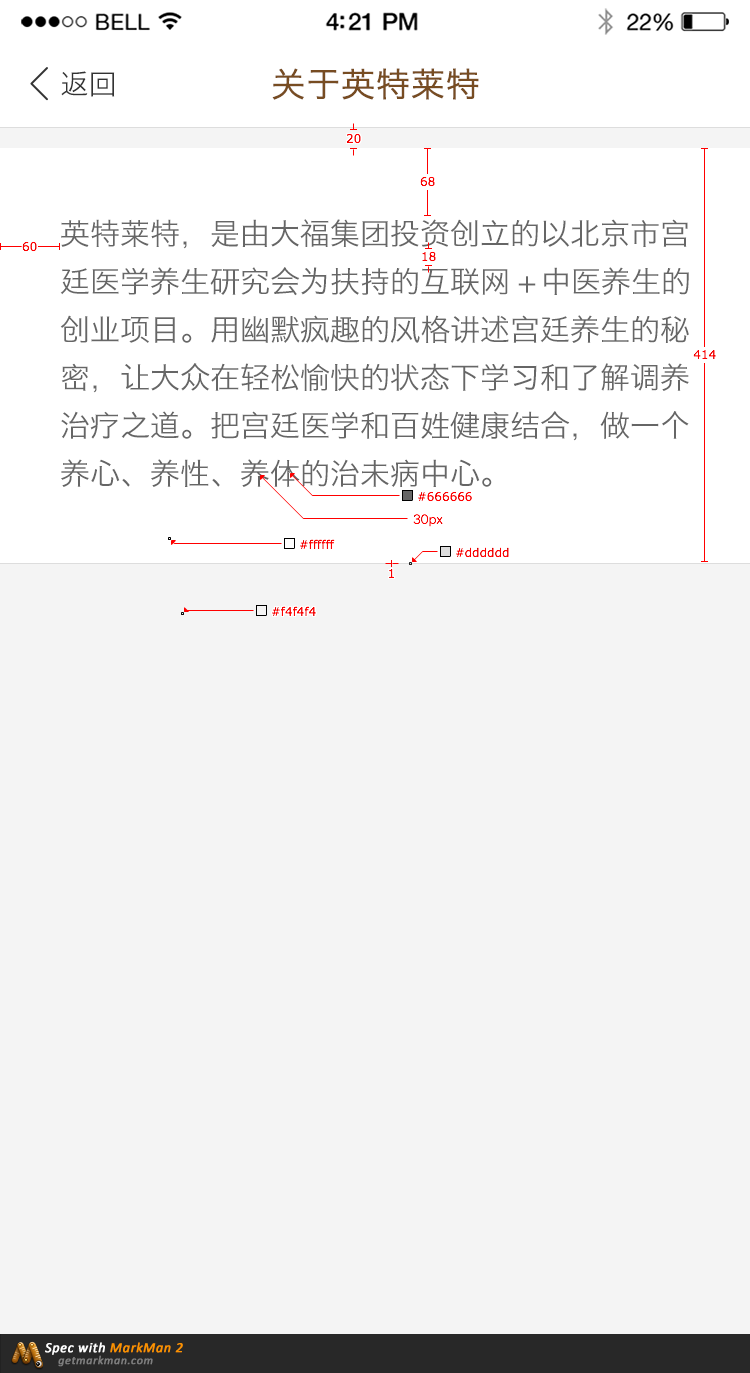 BELL 4:21 PM 22%
返回 关于英特莱特
20
68
60
英特莱特，是由大福集团投资创立的以北京市宫
18
廷医学养生研究会为扶持的互联网＋中医养生的
创业项目。用幽默疯趣的风格讲述宫廷养生的秘
414
密，让大众在轻松愉快的状态下学习和了解调养
治疗之道。把宫廷医学和百姓健康结合，做一个
养心、养性、养体的治未病中心。
#666666
30px
#ffffff
#dddddd
1
#f4f4f4
Spec with MarkMan 2
getmarkman.com